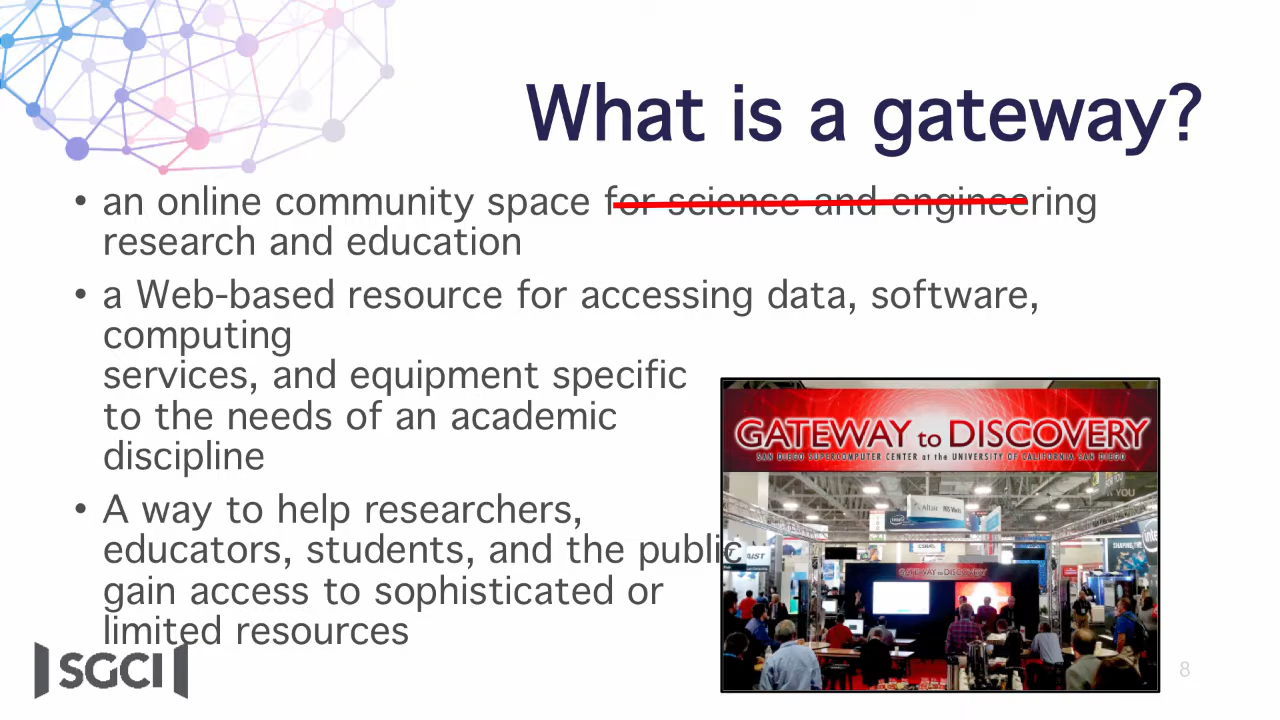 What is a gateway?
• an online community space for science and engineering
research and education
• a Web-based resource for accessing data, software,
computing
services, and equipment specific
to the needs of an academic
discipline
• A way to help researchers,
educators, students, and the public
gain access to sophisticated or
limited resources
GATEWAY to DISCOVERY
SAN DIEGO SUPERCOMPUTER CENTER at the UNIVERSITY OF CALIFORNIA SAN DIEGO
YOU
Altair
intel
GATEWAY to DISCOVERY
SGCI
8